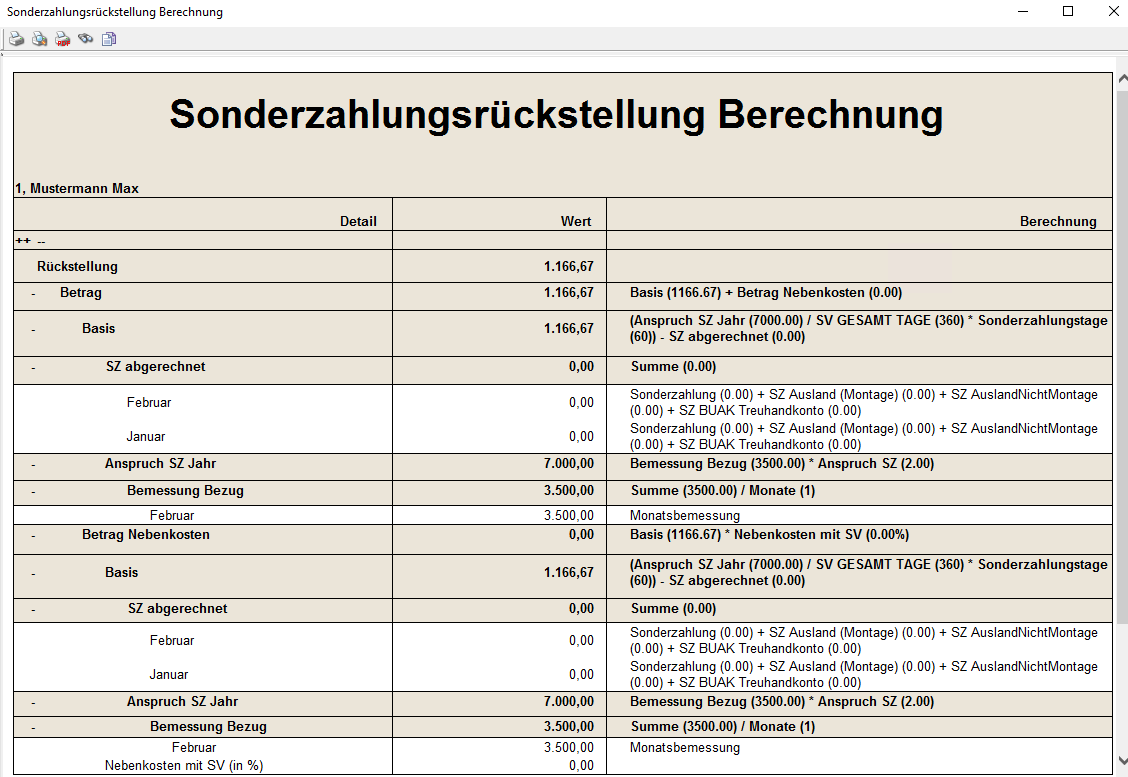 Sonderzahlungsrückstellung Berechnung
PDF
Sonderzahlungsrückstellung Berechnung
1, Mustermann Max
Detail Wert Berechnung
++ --
Rückstellung 1.166,67
- Betrag 1.166,67 Basis (1166.67) + Betrag Nebenkosten (0.00)
- Basis 1.166,67 (Anspruch SZ Jahr (7000.00) / SV GESAMT TAGE (360) * Sonderzahlungstage
(60)) - SZ abgerechnet (0.00)
- SZ abgerechnet 0,00 Summe (0.00)
Februar 0,00 Sonderzahlung (0.00) + SZ Ausland (Montage) (0.00) + SZ AuslandNichtMontage
(0.00) + SZ BUAK Treuhandkonto (0.00)
Januar 0,00 Sonderzahlung (0.00) + SZ Ausland (Montage) (0.00) + SZ AuslandNichtMontage
(0.00) + SZ BUAK Treuhandkonto (0.00)
- Anspruch SZ Jahr 7.000,00 Bemessung Bezug (3500.00) * Anspruch SZ (2.00)
- Bemessung Bezug 3.500,00 Summe (3500.00) / Monate (1)
Februar 3.500,00 Monatsbemessung
- Betrag Nebenkosten 0,00 Basis (1166.67) * Nebenkosten mit SV (0.00%)
- Basis 1.166,67 (Anspruch SZ Jahr (7000.00) / SV GESAMT TAGE (360) * Sonderzahlungstage
(60)) - SZ abgerechnet (0.00)
- SZ abgerechnet 0,00 Summe (0.00)
Februar 0,00 Sonderzahlung (0.00) + SZ Ausland (Montage) (0.00) + SZ AuslandNichtMontage
(0.00) + SZ BUAK Treuhandkonto (0.00)
Januar 0,00 Sonderzahlung (0.00) + SZ Ausland (Montage) (0.00) + SZ AuslandNichtMontage
(0.00) + SZ BUAK Treuhandkonto (0.00)
- Anspruch SZ Jahr 7.000,00 Bemessung Bezug (3500.00) * Anspruch SZ (2.00)
- Bemessung Bezug 3.500,00 Summe (3500.00) / Monate (1)
Februar 3.500,00 Monatsbemessung
Nebenkosten mit SV (in %) 0,00